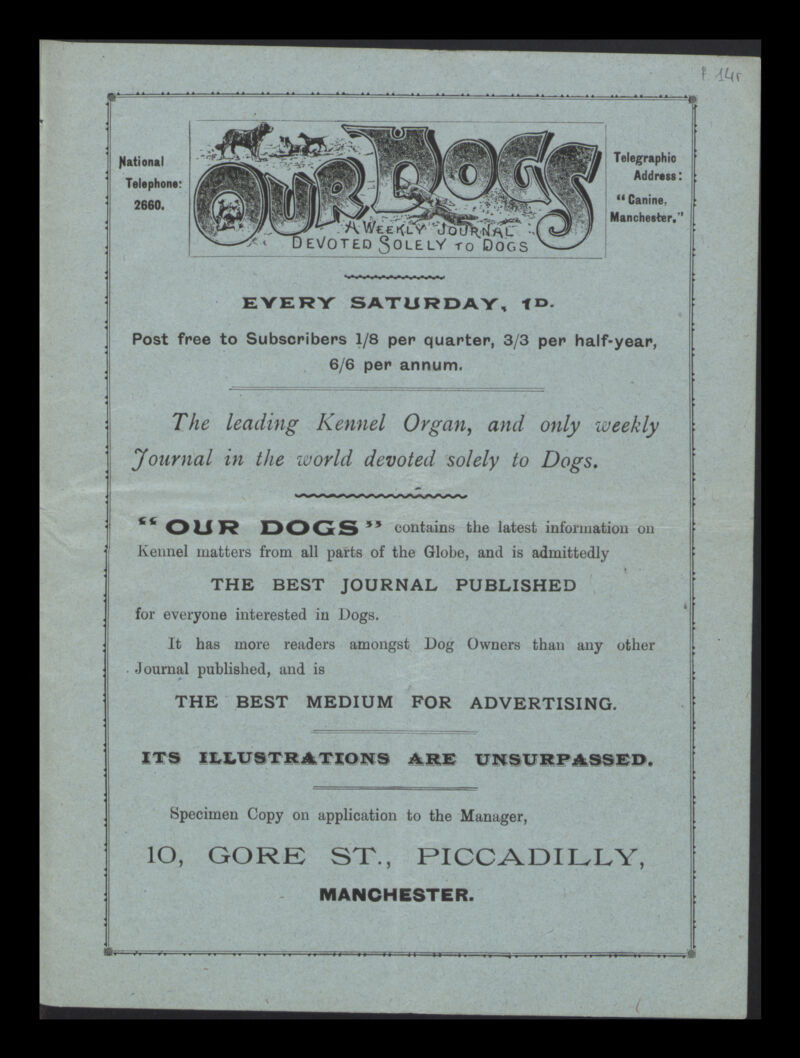 P. 14r
National
Telephone:
2660.
OUR DOGS
A WEEKLY JOURNAL
DEVOTED SOLELY TO DOGS
Telegraphic
Address:
"Canine,
Manchester."
EVERY SATURDAY, 1D.
Post free to Subscribers 1/8 per quarter, 3/3 per half-year,
6/6 per annum.
The leading Kennel Organ, and only weekly
Journal in the world devoted solely to Dogs.
"OUR DOGS" contains the latest information on
Kennel matters from all parts of the Globe, and is admittedly
THE BEST JOURNAL PUBLISHED
for everyone interested in Dogs.
It has more readers amongst Dog Owners than any other
Journal published, and is
THE BEST MEDIUM FOR ADVERTISING.
ITS ILLUSTRATIONS ARE UNSURPASSED.
Specimen Copy on application to the Manager,
10, GORE ST., PICCADILLY,
MANCHESTER.